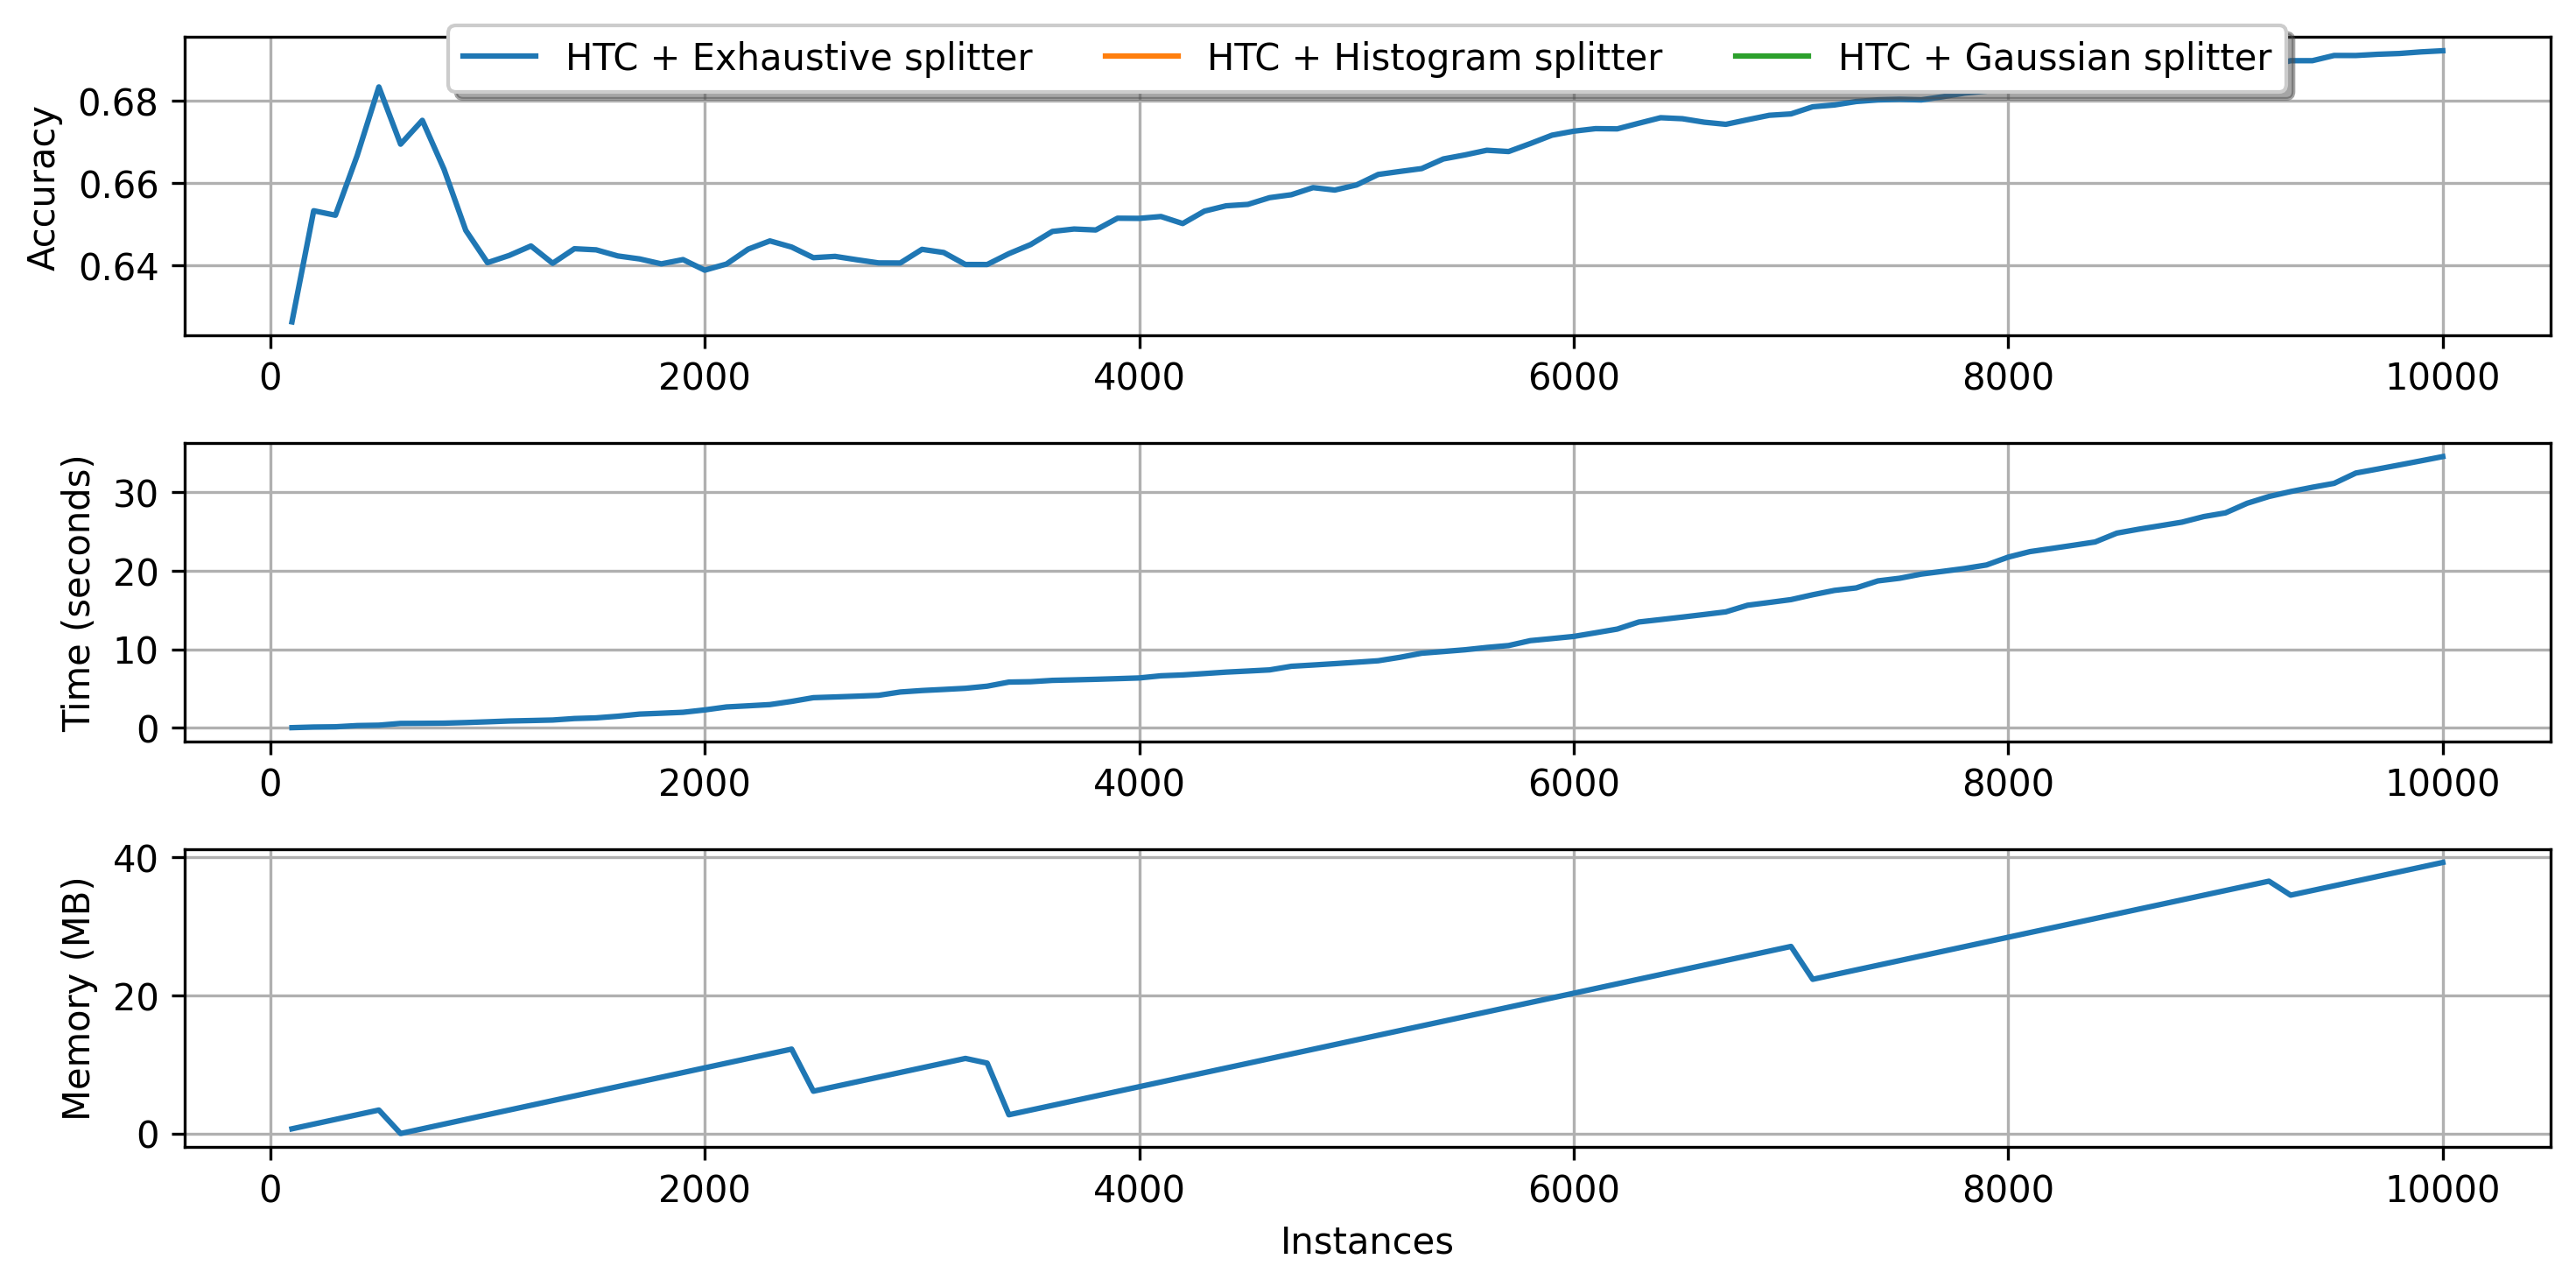 HTC + Exhaustive splitter HTC + Histogram splitter HTC + Gaussian splitter
Accuracy
0.68
0.66
0.64
0 2000 4000 6000 8000 10000
Time (seconds)
30
20
10
0
0 2000 4000 6000 8000 10000
Memory (MB)
40
20
0
0 2000 4000 6000 8000 10000
Instances